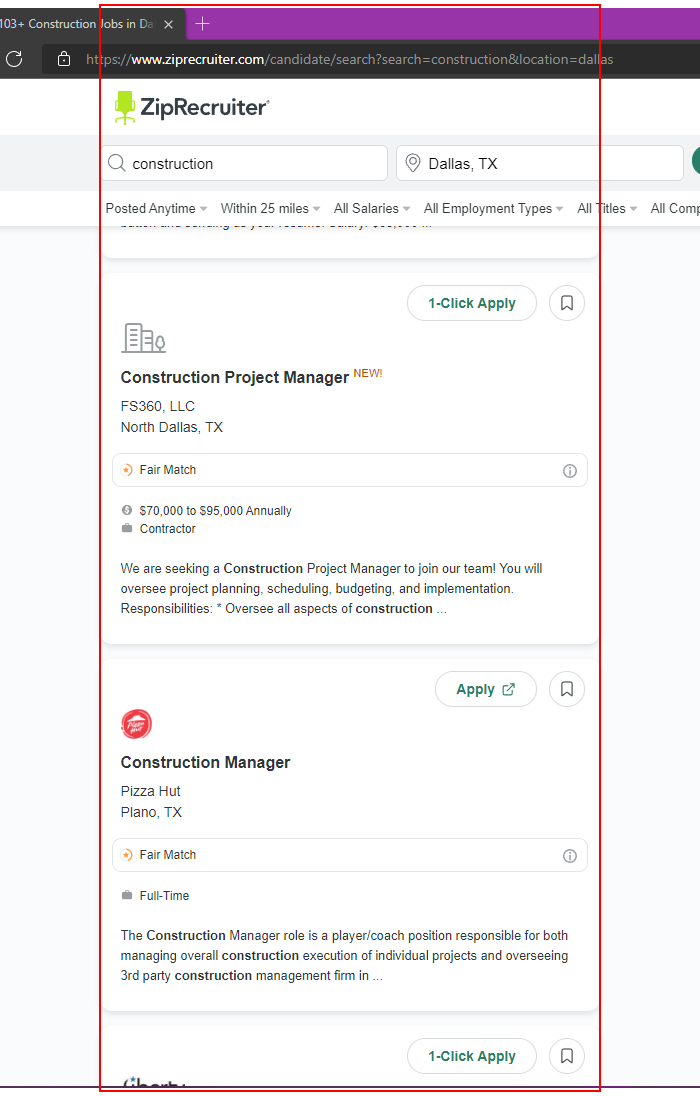 103+ Construction Jobs in Da
https://www.ziprecruiter.com/candidate/search?search=construction&location=dallas
ZipRecruiter
construction
Dallas, TX
Posted Anytime Within 25 miles All Salaries All Employment Types All Titles All Comp
1-Click Apply
Construction Project Manager NEW!
FS360, LLC
North Dallas, TX
Fair Match
$70,000 to $95,000 Annually
Contractor
We are seeking a Construction Project Manager to join our team! You will
oversee project planning, scheduling, budgeting, and implementation.
Responsibilities: * Oversee all aspects of construction ...
Apply
Pizza Hut
Construction Manager
Pizza Hut
Plano, TX
Fair Match
Full-Time
The Construction Manager role is a player/coach position responsible for both
managing overall construction execution of individual projects and overseeing
3rd party construction management firm in ...
1-Click Apply